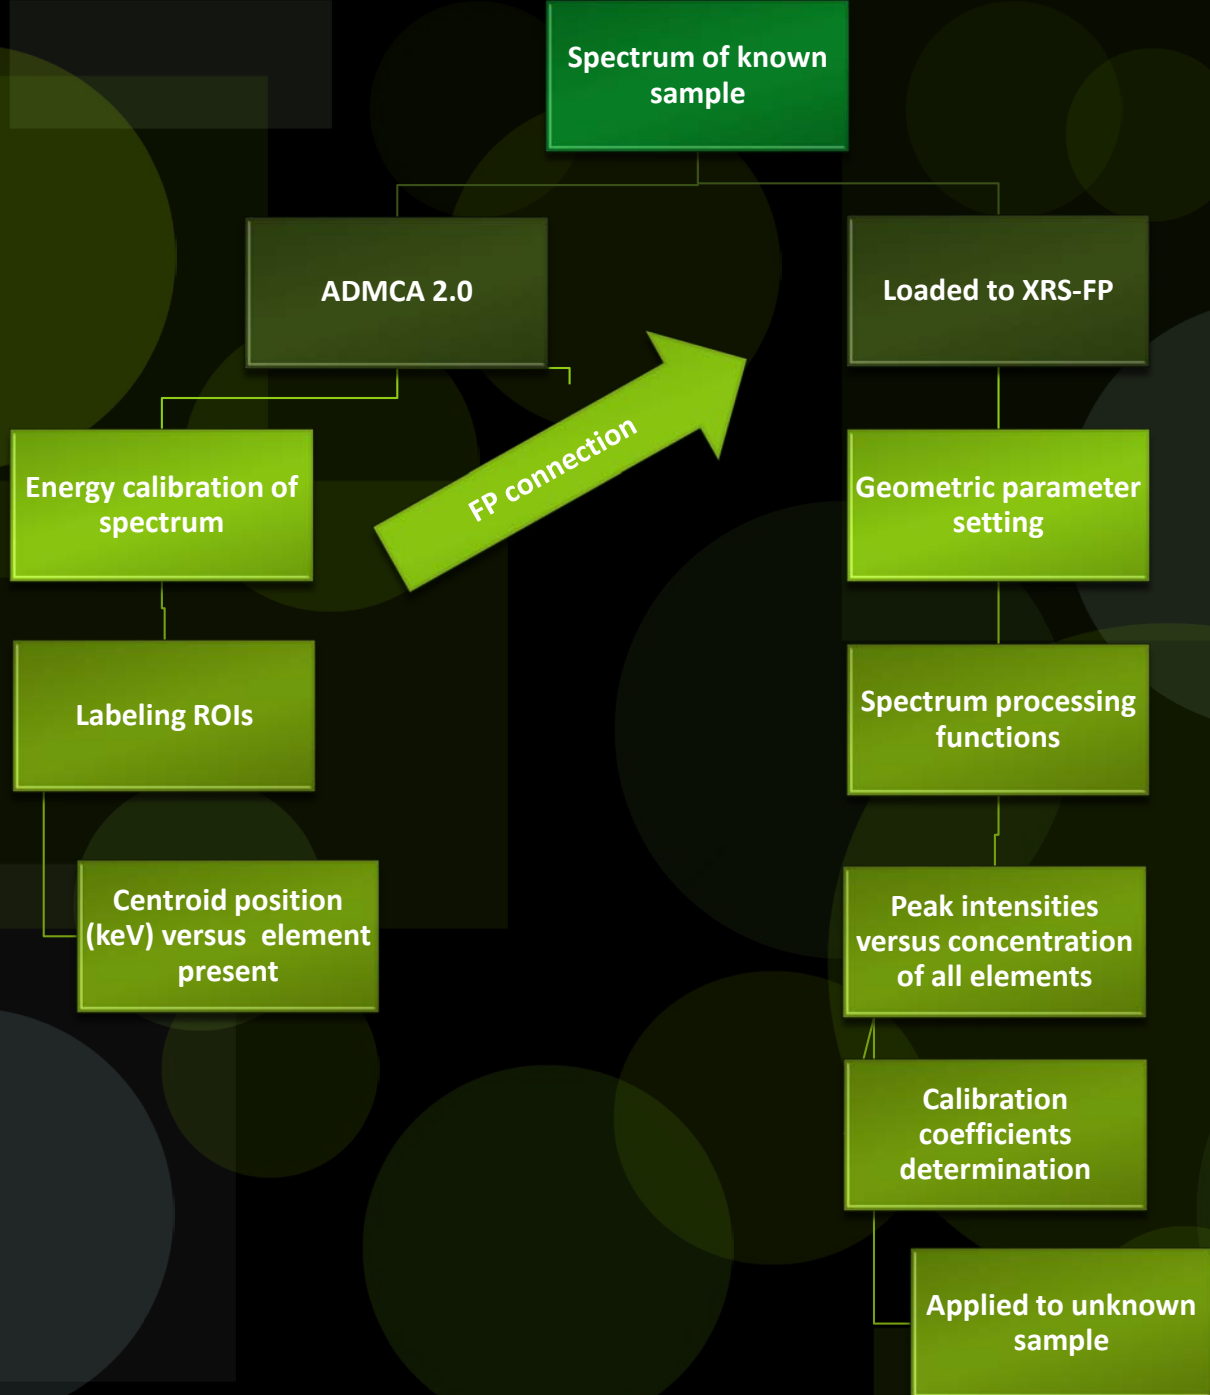 Spectrum of known
sample
ADMCA 2.0
Loaded to XRS-FP
FP connection
Energy calibration of
spectrum
Geometric parameter
setting
Labeling ROIs
Spectrum processing
functions
Centroid position
(keV) versus  element
present
Peak intensities
versus concentration
of all elements
Calibration
coefficients
determination
Applied to unknown
sample